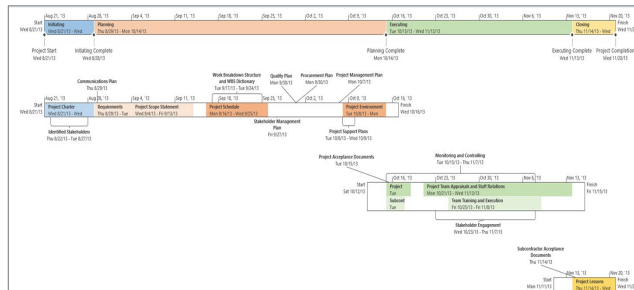 Aug 21, '13 Aug 28, '13 Sep 4, '13 Sep 11, '13 Sep 18, '13 Sep 25, '13 Oct 2, '13 Oct 9, '13 Oct 16, '13 Oct 23, '13 Oct 30, '13 Nov 6, '13 Nov 13, '13
Start
Wed 8/21/13
Initiating
Wed 8/21/13 - Wed
Planning
Thu 8/29/13 - Mon 10/14/13
Executing
Tue 10/15/13 - Wed 11/13/13
Closing
Thu 11/14/13 - Wed
Finish
Project Start
Wed 8/21/13
Initiating Complete
Wed 8/28/13
Planning Complete
Mon 10/14/13
Executing Complete
Wed 11/13/13
Project Completion
Wed 11/20/13
Communications Plan
Thu 8/29/13
Work Breakdown Structure
and WBS Dictionary
Tue 9/17/13 - Tue 9/24/13
Quality Plan
Mon 9/30/13
Procurement Plan
Mon 9/30/13
Project Management Plan
Mon 10/7/13
Aug 21, '13 Aug 28, '13 Sep 4, '13 Sep 11, '13 Sep 18, '13 Sep 25, '13 Oct 2, '13 Oct 9, '13 Oct 16, '13
Start
Wed 8/21/13
Project Charter
Wed 8/21/13 - Wed
Requirements
Thu 8/29/13 - Tue
Project Scope Statement
Wed 9/4/13 - Fri 9/13/13
Project Schedule
Mon 9/16/13 - Wed 9/25/13
Project Environment
Tue 10/8/13 - Mon
Finish
Wed 10/16/13
Identified Stakeholders
Thu 8/22/13 - Tue 8/27/13
Stakeholder Management
Plan
Fri 9/27/13
Project Support Plans
Tue 10/8/13 - Wed 10/9/13
Project Acceptance Documents
Tue 10/15/13
Monitoring and Controlling
Tue 10/15/13 - Thu 11/7/13
Oct 16, '13 Oct 23, '13 Oct 30, '13 Nov 6, '13 Nov 13, '13
Start
Sat 10/12/13
Project
Tue
Project Team Appraisals and Staff Relations
Mon 10/21/13 - Wed 11/13/13
Subcont
Tue
Team Training and Execution
Fri 10/25/13 - Fri 11/8/13
Finish
Fri 11/15/13
Stakeholder Engagement
Wed 10/23/13 - Thu 11/7/13
Subcontractor Acceptance
Documents
Thu 11/14/13
Nov 13, '13 Nov 20, '13
Start
Mon 11/11/13
Project Lessons
Thu 11/14/13 - Wed
Finish